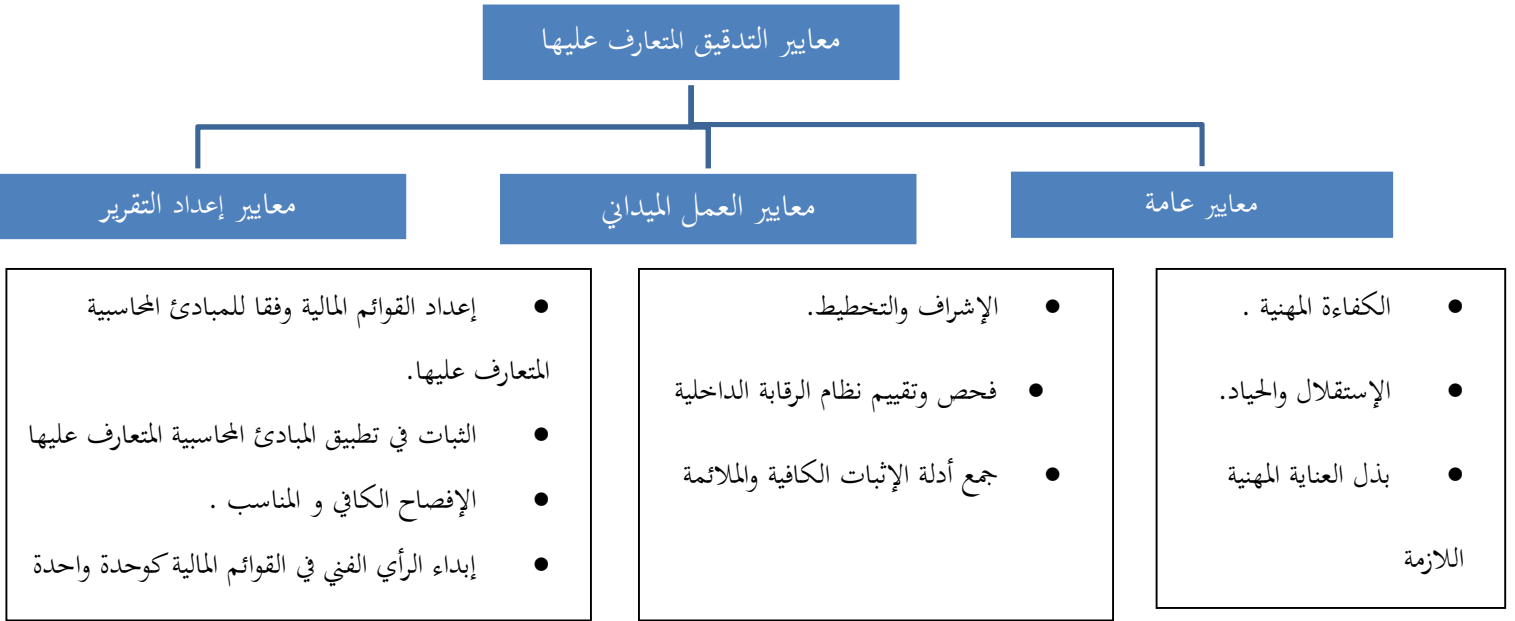 معايير التدقيق المتعارف عليها
معايير عامة
معايير العمل الميداني
معايير إعداد التقرير
● الكفاءة المهنية .
● الإستقلال والحياد.
● بذل العناية المهنية
اللازمة
● الإشراف والتخطيط.
● فحص وتقييم نظام الرقابة الداخلية
● جمع أدلة الإثبات الكافية والملائمة
● إعداد القوائم المالية وفقا للمبادئ المحاسبية
المتعارف عليها.
● الثبات في تطبيق المبادئ المحاسبية المتعارف عليها
● الإفصاح الكافي و المناسب .
● إبداء الرأي الفني في القوائم المالية كوحدة واحدة